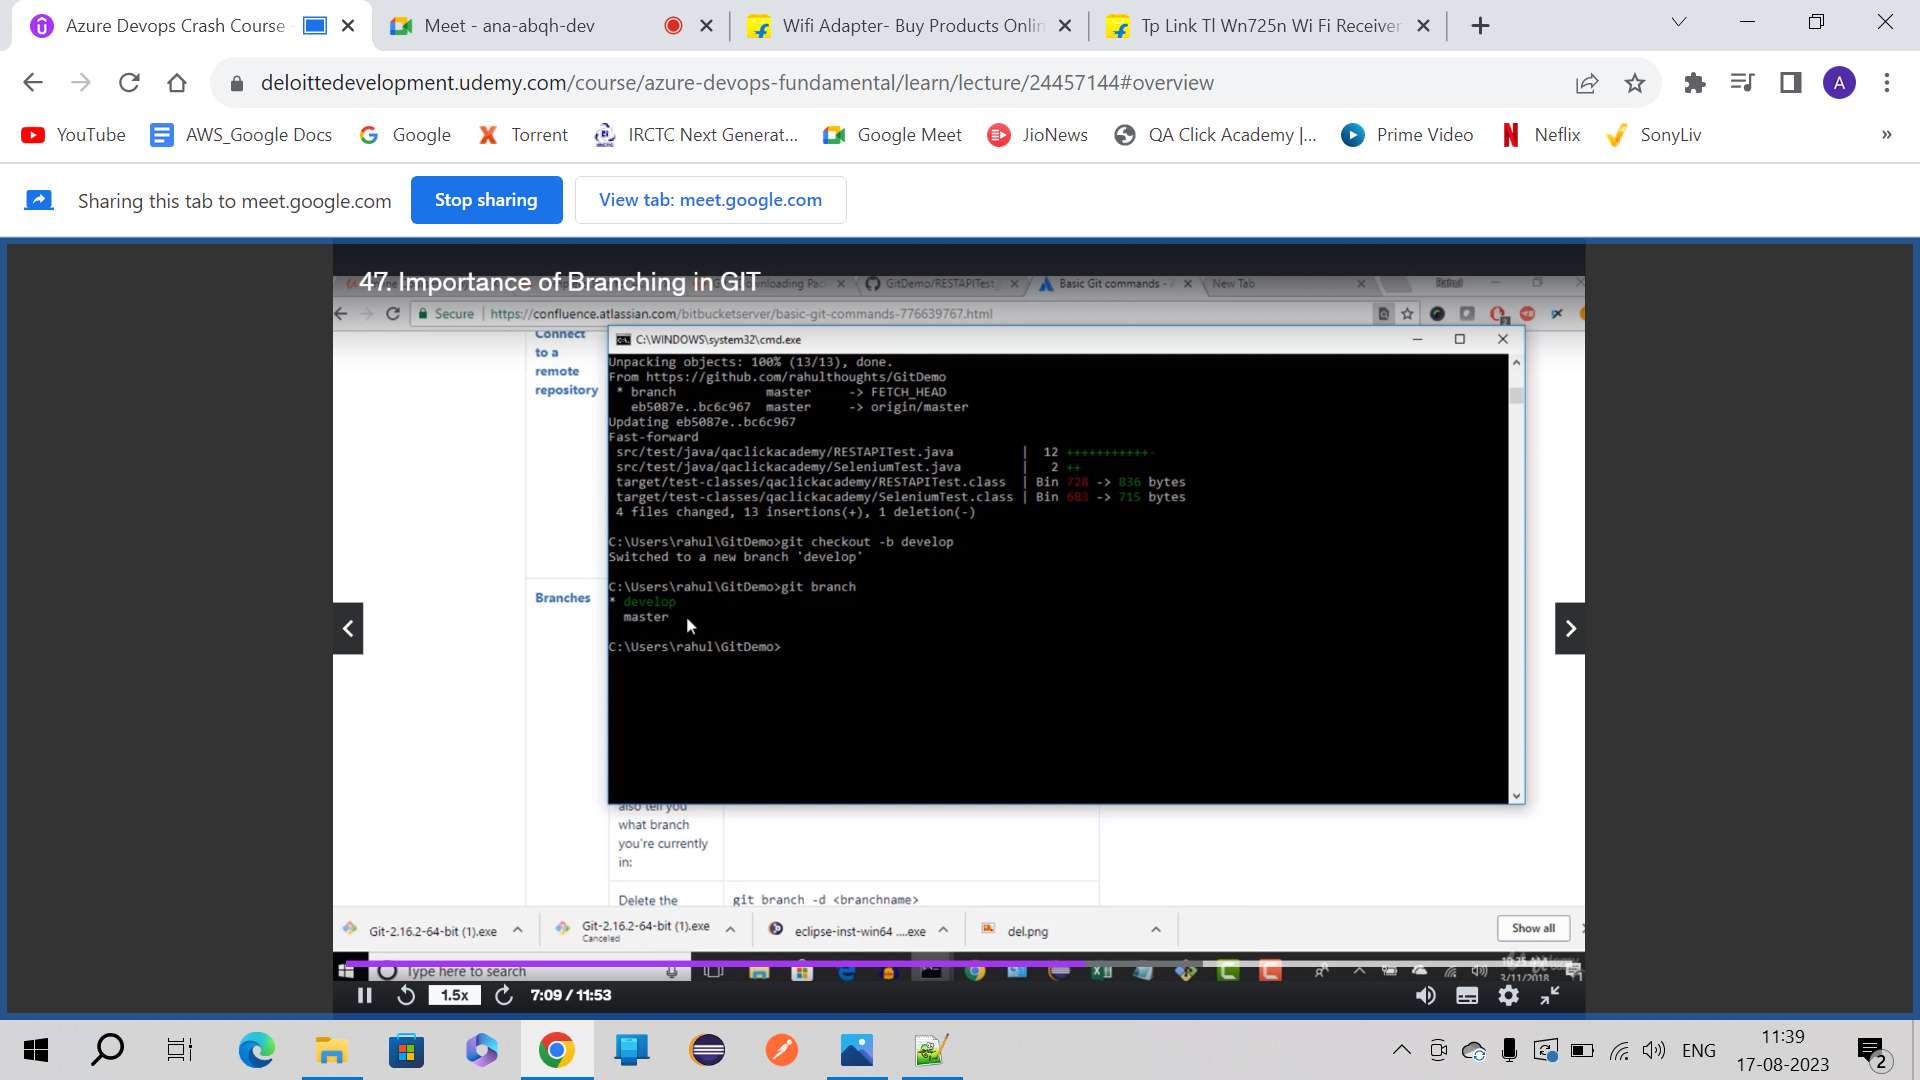 Azure Devops Crash Course
Meet - ana-abqh-dev
Wifi Adapter- Buy Products Onlin
Tp Link Tl Wn725n Wi Fi Receiver
deloittedevelopment.udemy.com/course/azure-devops-fundamental/learn/lecture/24457144#overview
A
YouTube
AWS_Google Docs
Google
Torrent
IRCTC Next Generat...
Google Meet
JioNews
QA Click Academy |...
Prime Video
Neflix
SonyLiv
»
Sharing this tab to meet.google.com
Stop sharing
View tab: meet.google.com
47. Importance of Branching in GIT
GitDemo/RESTAPITest.
Basic Git commands -
New Tab
Secure
https://confluence.atlassian.com/bitbucketserver/basic-git-commands-776639767.html
Connect
to a
remote
repository
C:\WINDOWS\system32\cmd.exe
Unpacking objects: 100% (13/13), done.
From https://github.com/rahulthoughts/GitDemo
* branch master -> FETCH_HEAD
eb5087e..bc6c967 master -> origin/master
Updating eb5087e..bc6c967
Fast-forward
src/test/java/qaclickacademy/RESTAPITest.java | 12 +++++++++++-
src/test/java/qaclickacademy/SeleniumTest.java | 2 ++
target/test-classes/qaclickacademy/RESTAPITest.class | Bin 728 -> 836 bytes
target/test-classes/qaclickacademy/SeleniumTest.class | Bin 683 -> 715 bytes
4 files changed, 13 insertions(+), 1 deletion(-)
C:\Users\rahul\GitDemo>git checkout -b develop
Switched to a new branch 'develop'
C:\Users\rahul\GitDemo>git branch
* develop
master
C:\Users\rahul\GitDemo>
Branches
also tell you
what branch
you're currently
in:
Delete the
git branch -d <branchname>
Git-2.16.2-64-bit (1).exe
Git-2.16.2-64-bit (1).exe
Canceled
eclipse-inst-win64 ....exe
del.png
Show all
Type here to search
3/11/2018
1.5x
7:09 / 11:53
ENG
11:39
17-08-2023
2